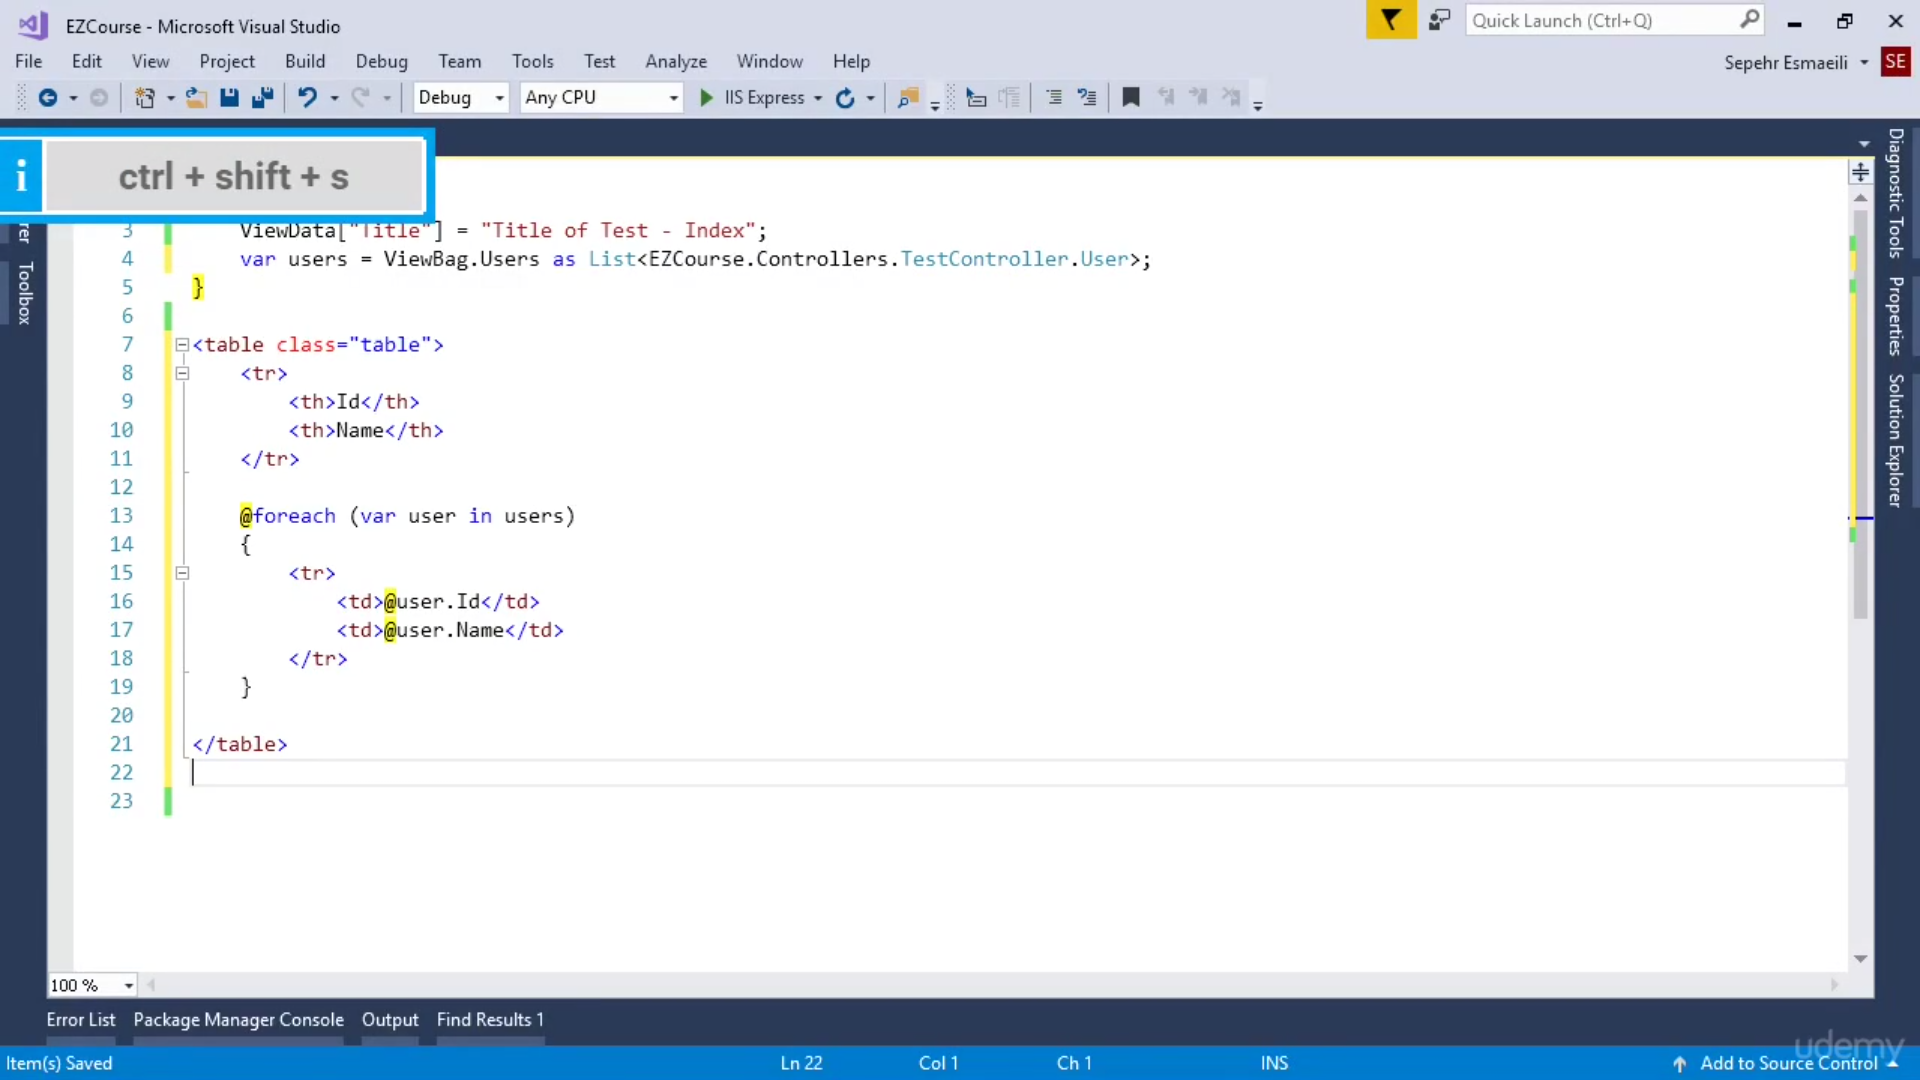 EZCourse - Microsoft Visual Studio
Quick Launch (Ctrl+Q)
File Edit View Project Build Debug Team Tools Test Analyze Window Help
Sepehr Esmaeili SE
Debug Any CPU IIS Express
i ctrl + shift + s
3 ViewData["Title"] = "Title of Test - Index";
4 var users = ViewBag.Users as List<EZCourse.Controllers.TestController.User>;
5 }
6
7 <table class="table">
8 <tr>
9 <th>Id</th>
10 <th>Name</th>
11 </tr>
12
13 @foreach (var user in users)
14 {
15 <tr>
16 <td>@user.Id</td>
17 <td>@user.Name</td>
18 </tr>
19 }
20
21 </table>
22
23
Toolbox
Diagnostic Tools
Properties
Solution Explorer
100 %
Error List Package Manager Console Output Find Results 1
Item(s) Saved Ln 22 Col 1 Ch 1 INS Add to Source Control
udemy